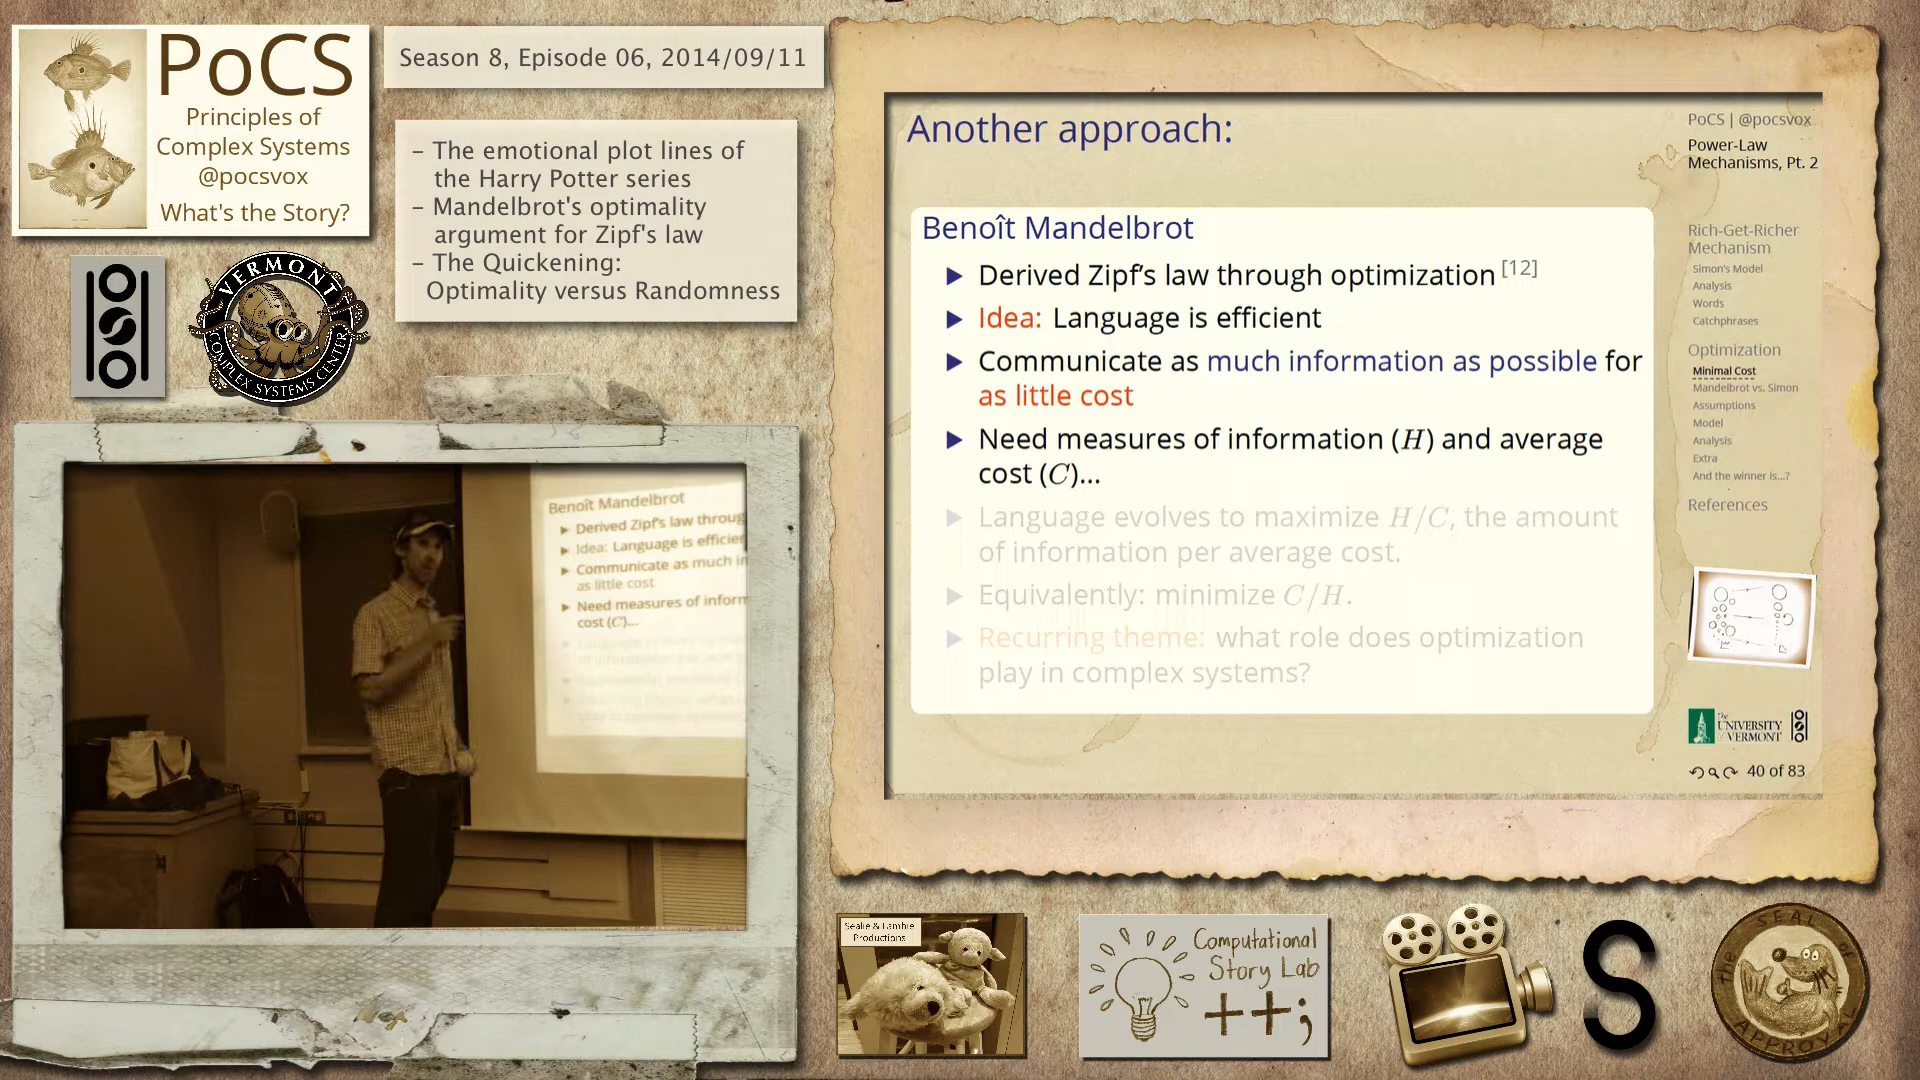 PoCS
Principles of
Complex Systems
@pocsvox
What's the Story?
Season 8, Episode 06, 2014/09/11
– The emotional plot lines of
the Harry Potter series
– Mandelbrot's optimality
argument for Zipf's law
– The Quickening:
Optimality versus Randomness
VERMONT
COMPLEX SYSTEMS CENTER
Benoît Mandelbrot
Derived Zipf's law throug
Idea: Language is efficien
Communicate as much in
as little cost
Need measures of inform
cost (C)...
Another approach:
Benoît Mandelbrot
Derived Zipf's law through optimization [12]
Idea: Language is efficient
Communicate as much information as possible for
as little cost
Need measures of information (H) and average
cost (C)...
Language evolves to maximize H/C, the amount
of information per average cost.
Equivalently: minimize C/H.
Recurring theme: what role does optimization
play in complex systems?
PoCS | @pocsvox
Power-Law
Mechanisms, Pt. 2
Rich-Get-Richer
Mechanism
Simon's Model
Analysis
Words
Catchphrases
Optimization
Minimal Cost
Mandelbrot vs. Simon
Assumptions
Model
Analysis
Extra
And the winner is...?
References
The
UNIVERSITY
of VERMONT
40 of 83
Sealie & Lambie
Productions
Computational
Story Lab
++;
S
the SEAL OF
APPROVAL